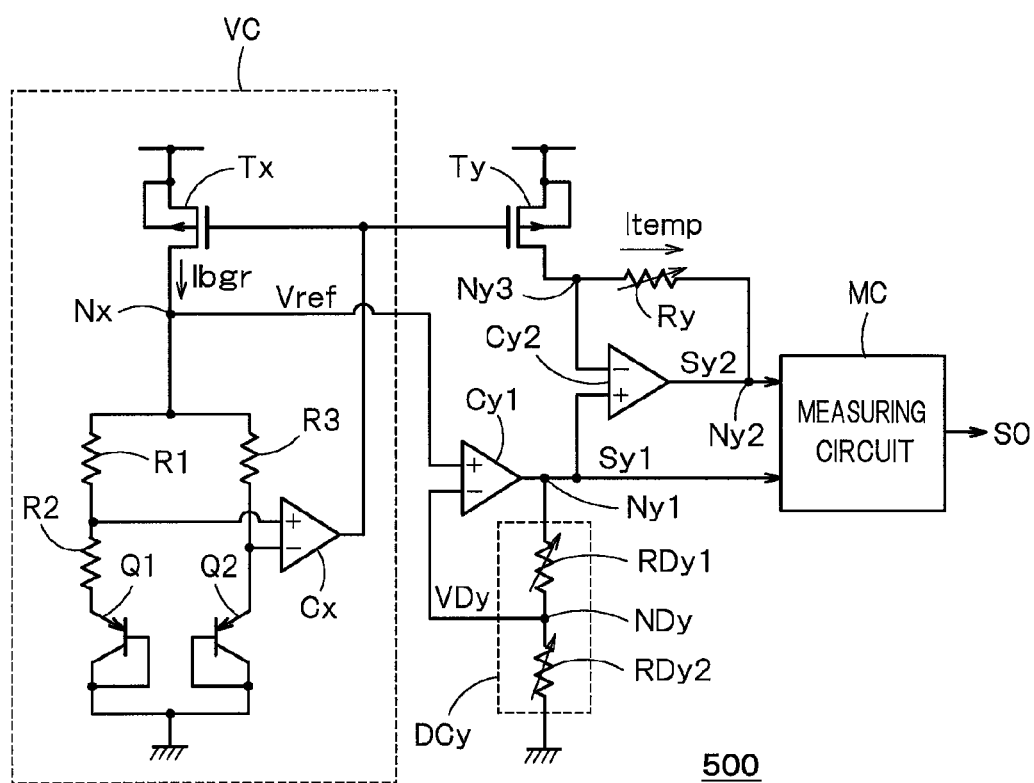 VC
Tx
Ty
Itemp
Ibgr
Nx
Vref
Ny3
Ry
MC
Cy2
Sy2
Cy1
R3
R1
MEASURING
CIRCUIT
SO
Ny2
Sy1
Ny1
R2
Q1
Q2
Cx
RDy1
VDy
NDy
RDy2
DCy
500
+
-
+
-
+
-